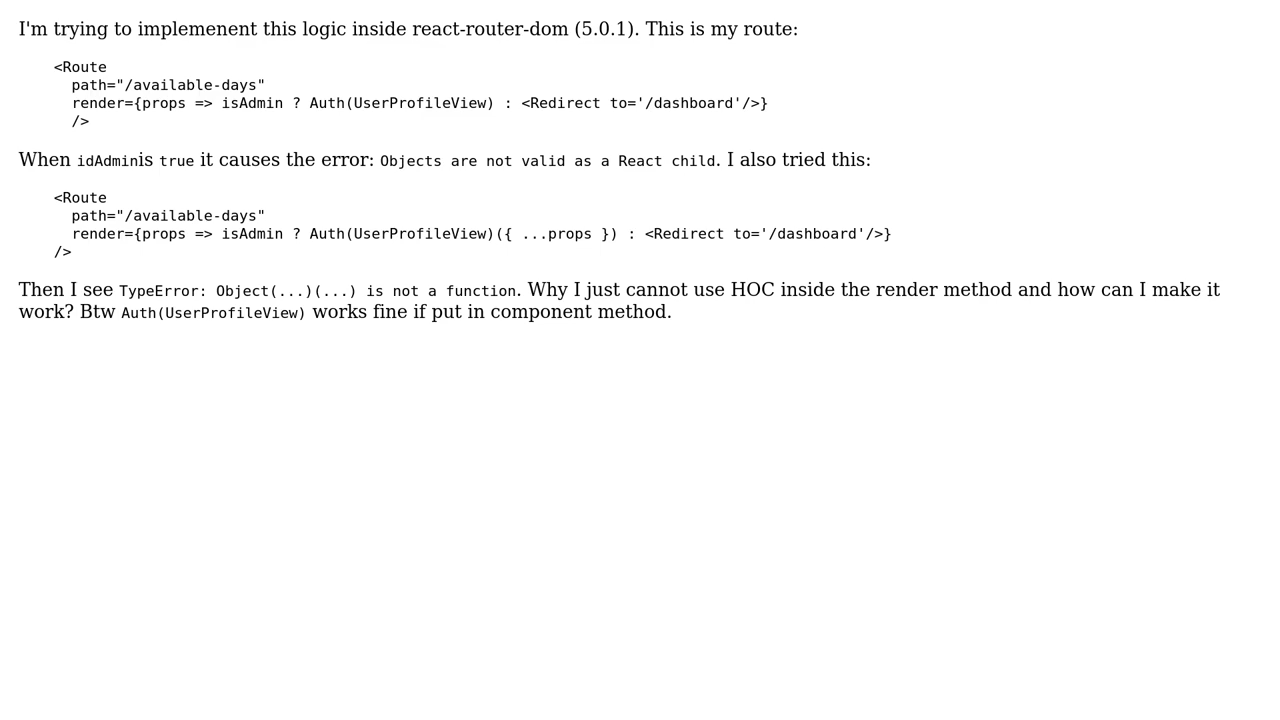 I'm trying to implemenent this logic inside react-router-dom (5.0.1). This is my route:
<Route
path="/available-days"
render={props => isAdmin ? Auth(UserProfileView) : <Redirect to='/dashboard'/>}
/>
When idAdminis true it causes the error: Objects are not valid as a React child. I also tried this:
<Route
path="/available-days"
render={props => isAdmin ? Auth(UserProfileView)({ ...props }) : <Redirect to='/dashboard'/>}
/>
Then I see TypeError: Object(...)(...) is not a function. Why I just cannot use HOC inside the render method and how can I make it
work? Btw Auth(UserProfileView) works fine if put in component method.